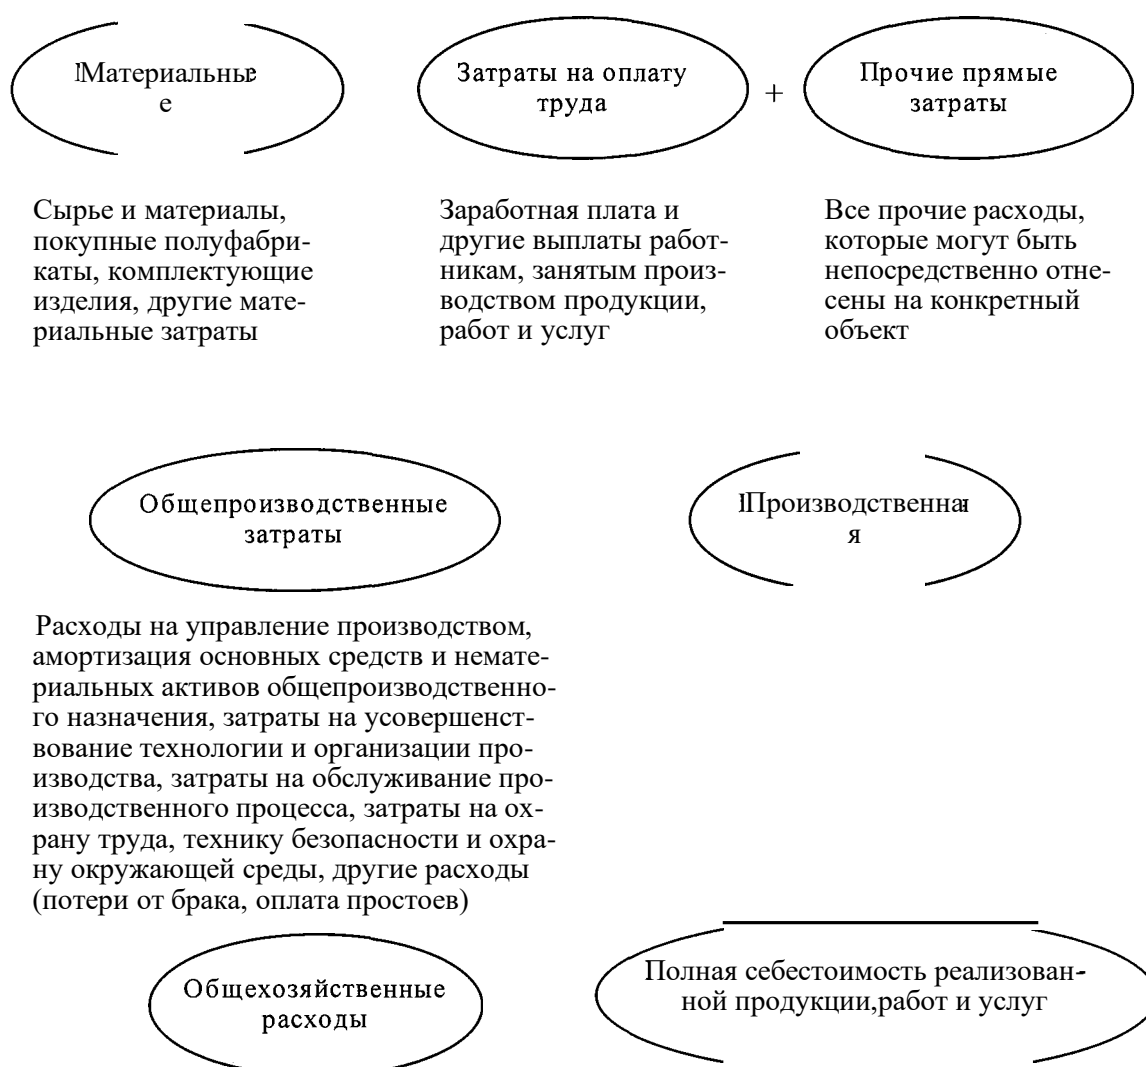 Материальны
е
Затраты на оплату
труда
+
Прочие прямые
затраты
Сырье и материалы,
покупные полуфабри-
каты, комплектующие
изделия, другие мате-
риальные затраты
Заработная плата и
другие выплаты работ-
никам, занятым произ-
водством продукции,
работ и услуг
Все прочие расходы,
которые могут быть
непосредственно отне-
сены на конкретный
объект
Общепроизводственные
затраты
Производственна
я
Расходы на управление производством,
амортизация основных средств и немате-
риальных активов общепроизводственно-
го назначения, затраты на усовершенст-
вование технологии и организации про-
изводства, затраты на обслуживание про-
изводственного процесса, затраты на ох-
рану труда, технику безопасности и охра-
ну окружающей среды, другие расходы
(потери от брака, оплата простоев)
Общехозяйственные
расходы
Полная себестоимость реализован-
ной продукции,работ и услуг